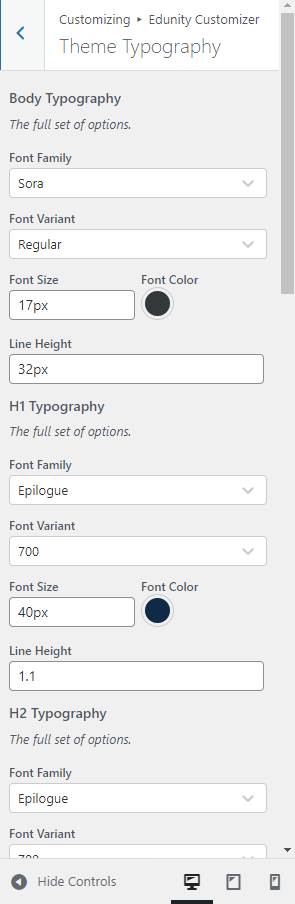 Customizing ▸ Edunity Customizer
Theme Typography
Body Typography
The full set of options.
Font Family
Sora
Font Variant
Regular
Font Size Font Color
17px
Line Height
32px
H1 Typography
The full set of options.
Font Family
Epilogue
Font Variant
700
Font Size Font Color
40px
Line Height
1.1
H2 Typography
The full set of options.
Font Family
Epilogue
Font Variant
700
Hide Controls